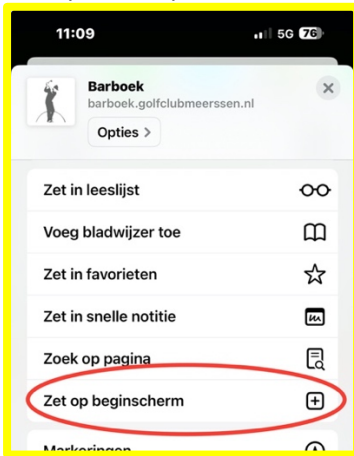 11:09 5G 76
Barboek
barboek.golfclubmeerssen.nl
Opties >
Zet in leeslijst
Voeg bladwijzer toe
Zet in favorieten
Zet in snelle notitie
Zoek op pagina
Zet op beginscherm
Markeringen